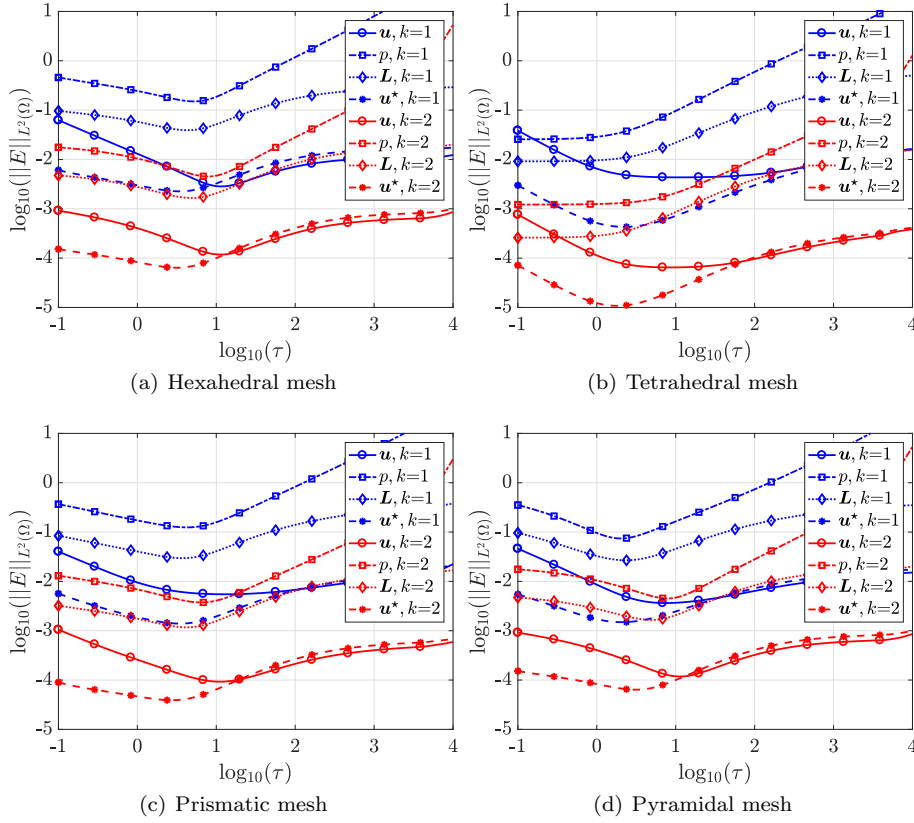 1
0
-1
-2
-3
-4
-5
-1
0
1
2
3
4
log₁₀(||E||_{L²(Ω)})
log₁₀(τ)
u, k=1
p, k=1
L, k=1
u⋆, k=1
u, k=2
p, k=2
L, k=2
u⋆, k=2
(a) Hexahedral mesh
1
0
-1
-2
-3
-4
-5
-1
0
1
2
3
4
log₁₀(||E||_{L²(Ω)})
log₁₀(τ)
u, k=1
p, k=1
L, k=1
u⋆, k=1
u, k=2
p, k=2
L, k=2
u⋆, k=2
(b) Tetrahedral mesh
1
0
-1
-2
-3
-4
-5
-1
0
1
2
3
4
log₁₀(||E||_{L²(Ω)})
log₁₀(τ)
u, k=1
p, k=1
L, k=1
u⋆, k=1
u, k=2
p, k=2
L, k=2
u⋆, k=2
(c) Prismatic mesh
1
0
-1
-2
-3
-4
-5
-1
0
1
2
3
4
log₁₀(||E||_{L²(Ω)})
log₁₀(τ)
u, k=1
p, k=1
L, k=1
u⋆, k=1
u, k=2
p, k=2
L, k=2
u⋆, k=2
(d) Pyramidal mesh